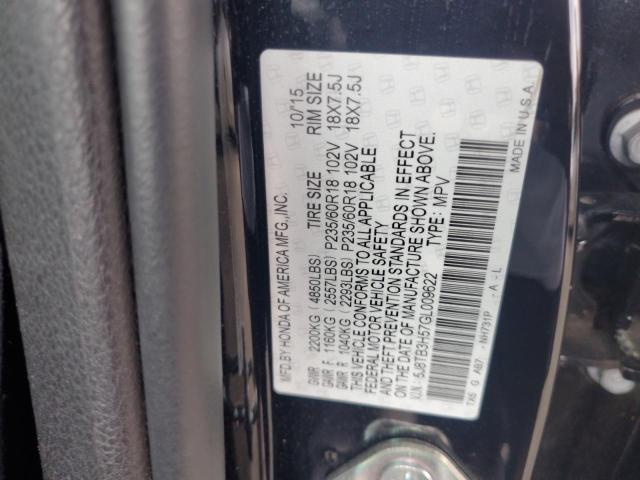 MFD.BY HONDA OF AMERICA MFG.,INC. 10/'15
TIRE SIZE RIM SIZE
GVWR 2200KG (4850LBS)
GAWR F 1160KG (2557LBS) P235/60R18 102V 18X7.5J
GAWR R 1040KG (2293LBS) P235/60R18 102V 18X7.5J
THIS VEHICLE CONFORMS TO ALL APPLICABLE
FEDERAL MOTOR VEHICLE SAFETY
AND THEFT PREVENTION STANDARDS IN EFFECT
ON THE DATE OF MANUFACTURE SHOWN ABOVE.
V.I.N. : 5J8TB3H57GL009622 TYPE: MPV
TX5 G AB7 NH731P A - L MADE IN U.S.A.